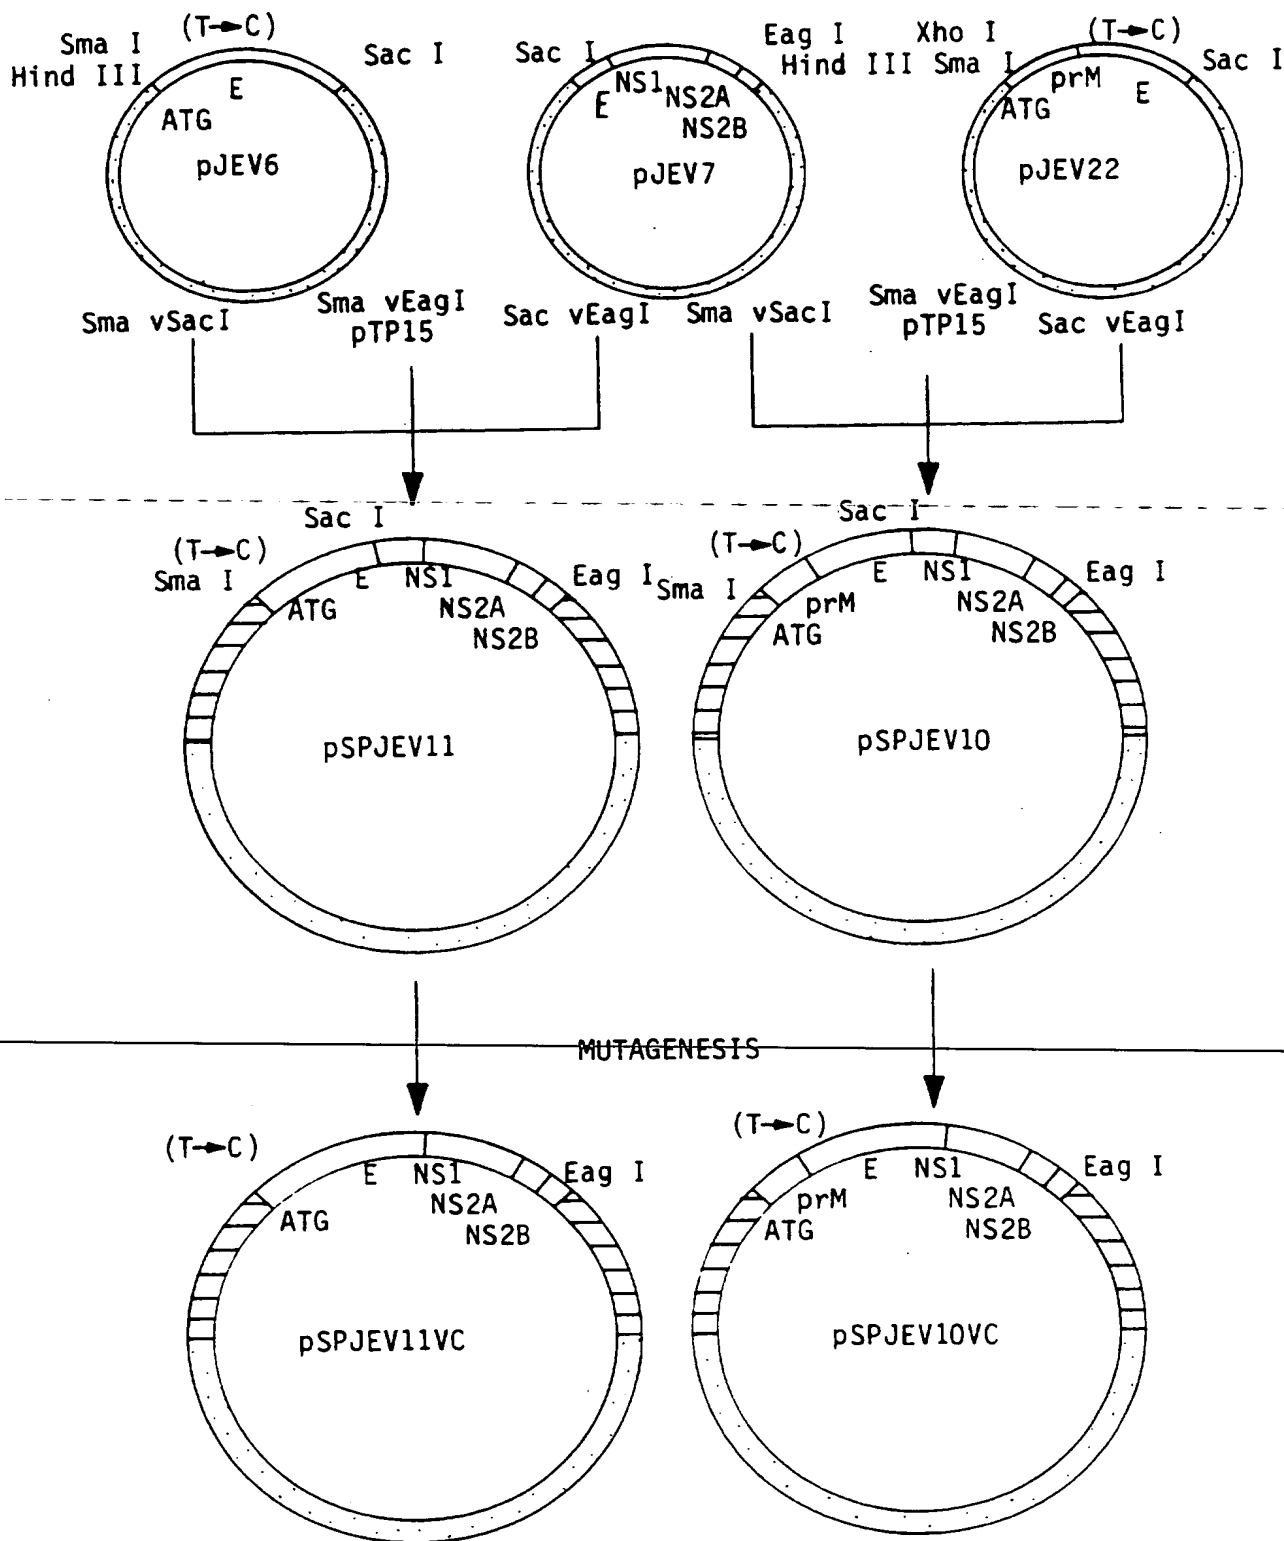 Sma I
Hind III
(T→C)
Sac I
E
ATG
pJEV6
Sac I
Eag I
Hind III
NS1
E
NS2A
NS2B
pJEV7
Xho I
Sma I
(T→C)
Sac I
prM
ATG
E
pJEV22
Sma vSacI
Sma vEagI
pTP15
Sac vEagI
Sma vSacI
Sma vEagI
pTP15
Sac vEagI
Sac I
(T→C)
Sma I
E
NS1
Eag I
ATG
NS2A
NS2B
pSPJEV11
Sac I
(T→C)
Sma I
E
NS1
Eag I
prM
ATG
NS2A
NS2B
pSPJEV10
MUTAGENESIS
(T→C)
E
NS1
Eag I
ATG
NS2A
NS2B
pSPJEV11VC
(T→C)
E
NS1
Eag I
prM
ATG
NS2A
NS2B
pSPJEV10VC